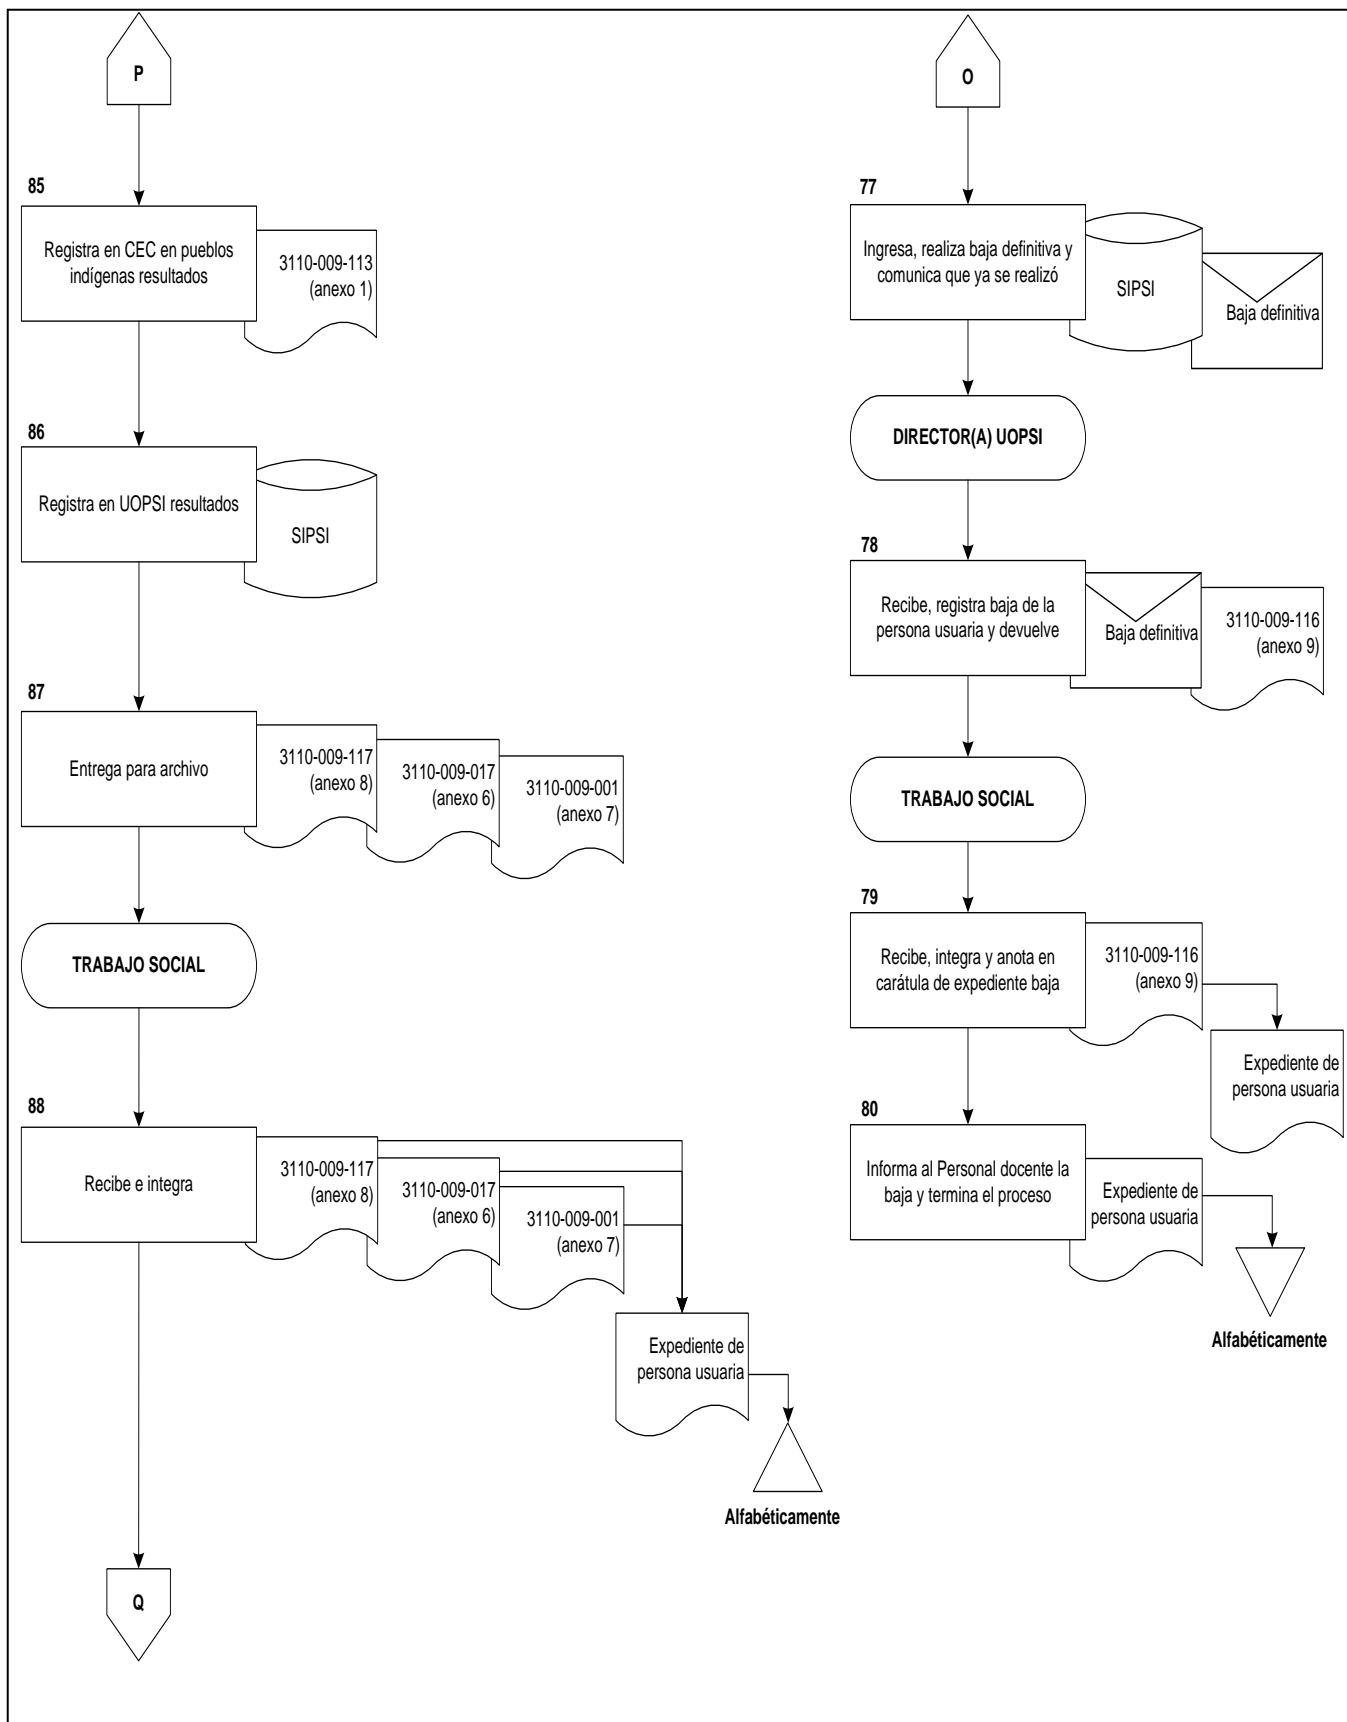 P
85
Registra en CEC en pueblos
indígenas resultados
3110-009-113
(anexo 1)
86
Registra en UOPSI resultados
SIPSI
87
Entrega para archivo
3110-009-117
(anexo 8)
3110-009-017
(anexo 6)
3110-009-001
(anexo 7)
TRABAJO SOCIAL
88
Recibe e integra
3110-009-117
(anexo 8)
3110-009-017
(anexo 6)
3110-009-001
(anexo 7)
Expediente de
persona usuaria
Alfabéticamente
Q
O
77
Ingresa, realiza baja definitiva y
comunica que ya se realizó
SIPSI
Baja definitiva
DIRECTOR(A) UOPSI
78
Recibe, registra baja de la
persona usuaria y devuelve
Baja definitiva
3110-009-116
(anexo 9)
TRABAJO SOCIAL
79
Recibe, integra y anota en
carátula de expediente baja
3110-009-116
(anexo 9)
Expediente de
persona usuaria
80
Informa al Personal docente la
baja y termina el proceso
Expediente de
persona usuaria
Alfabéticamente